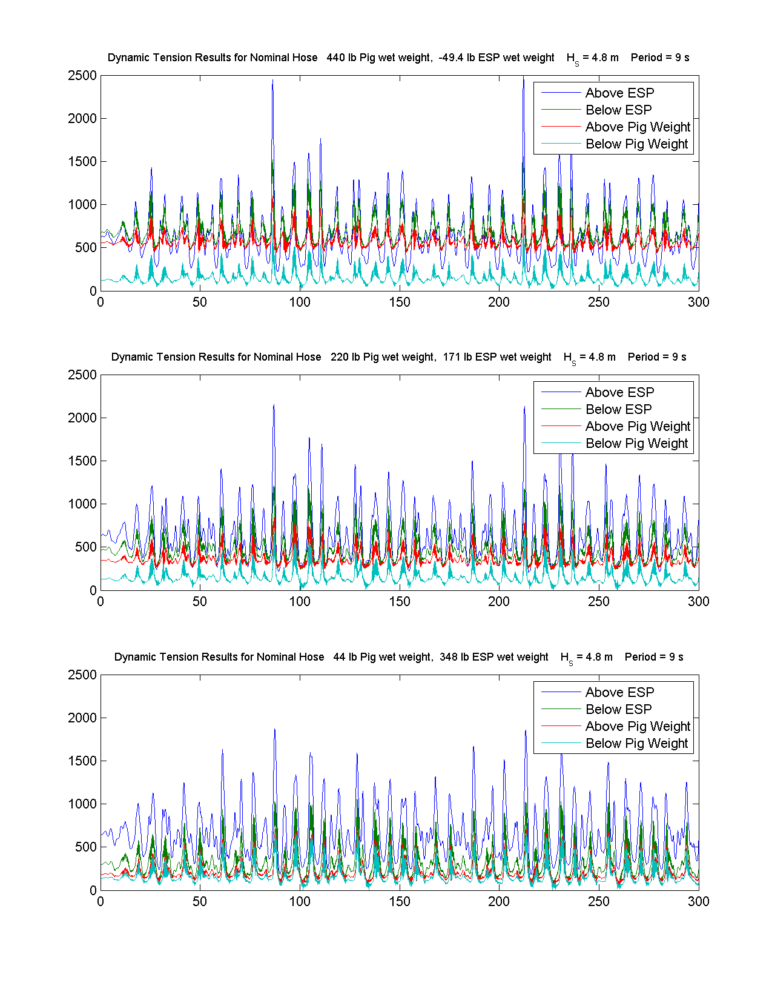 Dynamic Tension Results for Nominal Hose   440 lb Pig wet weight,  -49.4 lb ESP wet weight    HS = 4.8 m    Period = 9 s
2500
2000
1500
1000
500
0
Above ESP
Below ESP
Above Pig Weight
Below Pig Weight
0 50 100 150 200 250 300
Dynamic Tension Results for Nominal Hose   220 lb Pig wet weight,  171 lb ESP wet weight    HS = 4.8 m    Period = 9 s
2500
2000
1500
1000
500
0
Above ESP
Below ESP
Above Pig Weight
Below Pig Weight
0 50 100 150 200 250 300
Dynamic Tension Results for Nominal Hose   44 lb Pig wet weight,  348 lb ESP wet weight    HS = 4.8 m    Period = 9 s
2500
2000
1500
1000
500
0
Above ESP
Below ESP
Above Pig Weight
Below Pig Weight
0 50 100 150 200 250 300